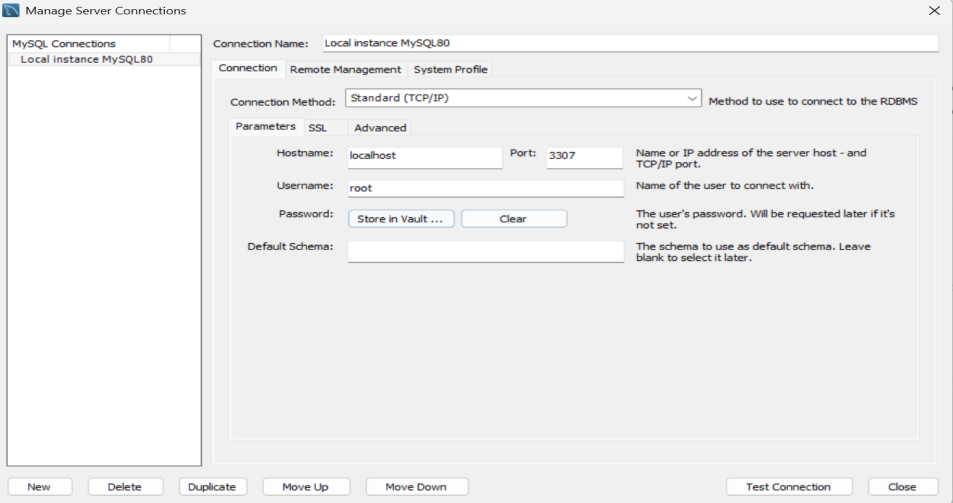 Manage Server Connections
MySQL Connections
Local instance MySQL80
Connection Name: Local instance MySQL80
Connection Remote Management System Profile
Connection Method: Standard (TCP/IP) Method to use to connect to the RDBMS
Parameters SSL Advanced
Hostname: localhost Port: 3307 Name or IP address of the server host - and
TCP/IP port.
Username: root Name of the user to connect with.
Password: Store in Vault ... Clear The user's password. Will be requested later if it's
not set.
Default Schema: The schema to use as default schema. Leave
blank to select it later.
New Delete Duplicate Move Up Move Down Test Connection Close